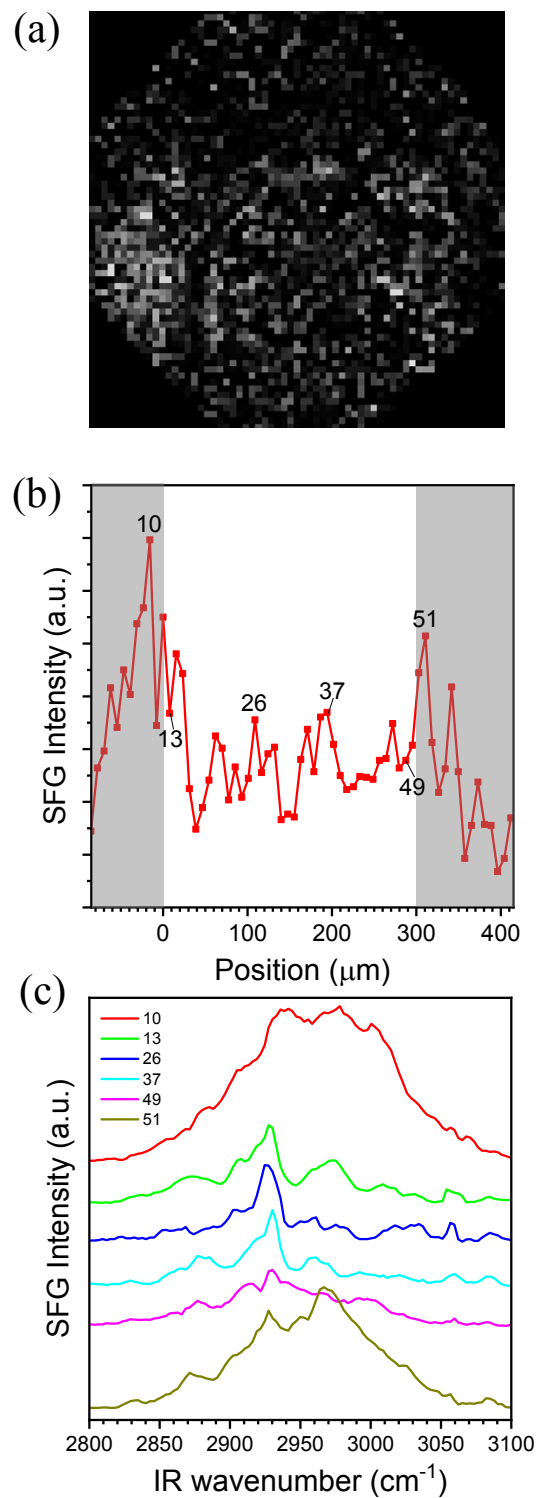 (a)
(b)
10
13
26
37
49
51
SFG Intensity (a.u.)
0 100 200 300 400
Position (μm)
(c)
10
13
26
37
49
51
SFG Intensity (a.u.)
2800 2850 2900 2950 3000 3050 3100
IR wavenumber (cm⁻¹)